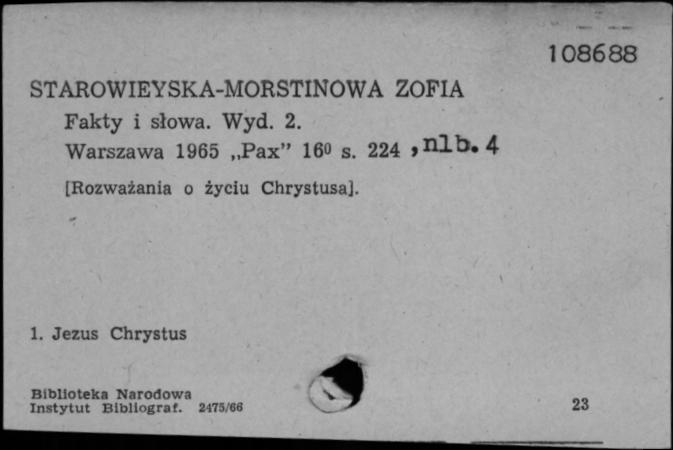 108688
STAROWIEYSKA-MORSTINOWA ZOFIA
Fakty i słowa. Wyd. 2.
Warszawa 1965 „Pax” 16⁰ s. 224 , nlb. 4
[Rozważania o życiu Chrystusa].
1. Jezus Chrystus
Biblioteka Narodowa
Instytut Bibliograf. 2475/66
23